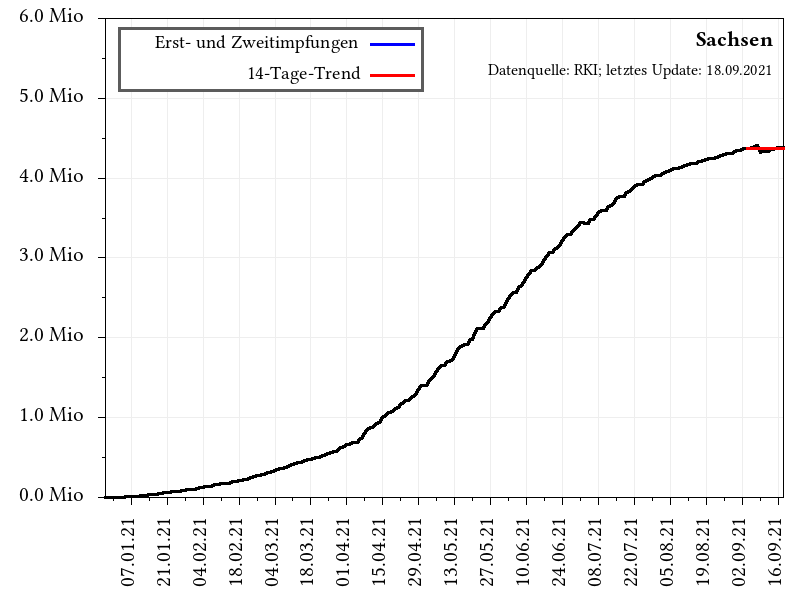 6.0 Mio
5.0 Mio
4.0 Mio
3.0 Mio
2.0 Mio
1.0 Mio
0.0 Mio
Erst- und Zweitimpfungen
14-Tage-Trend
Sachsen
Datenquelle: RKI; letztes Update: 18.09.2021
07.01.21
21.01.21
04.02.21
18.02.21
04.03.21
18.03.21
01.04.21
15.04.21
29.04.21
13.05.21
27.05.21
10.06.21
24.06.21
08.07.21
22.07.21
05.08.21
19.08.21
02.09.21
16.09.21